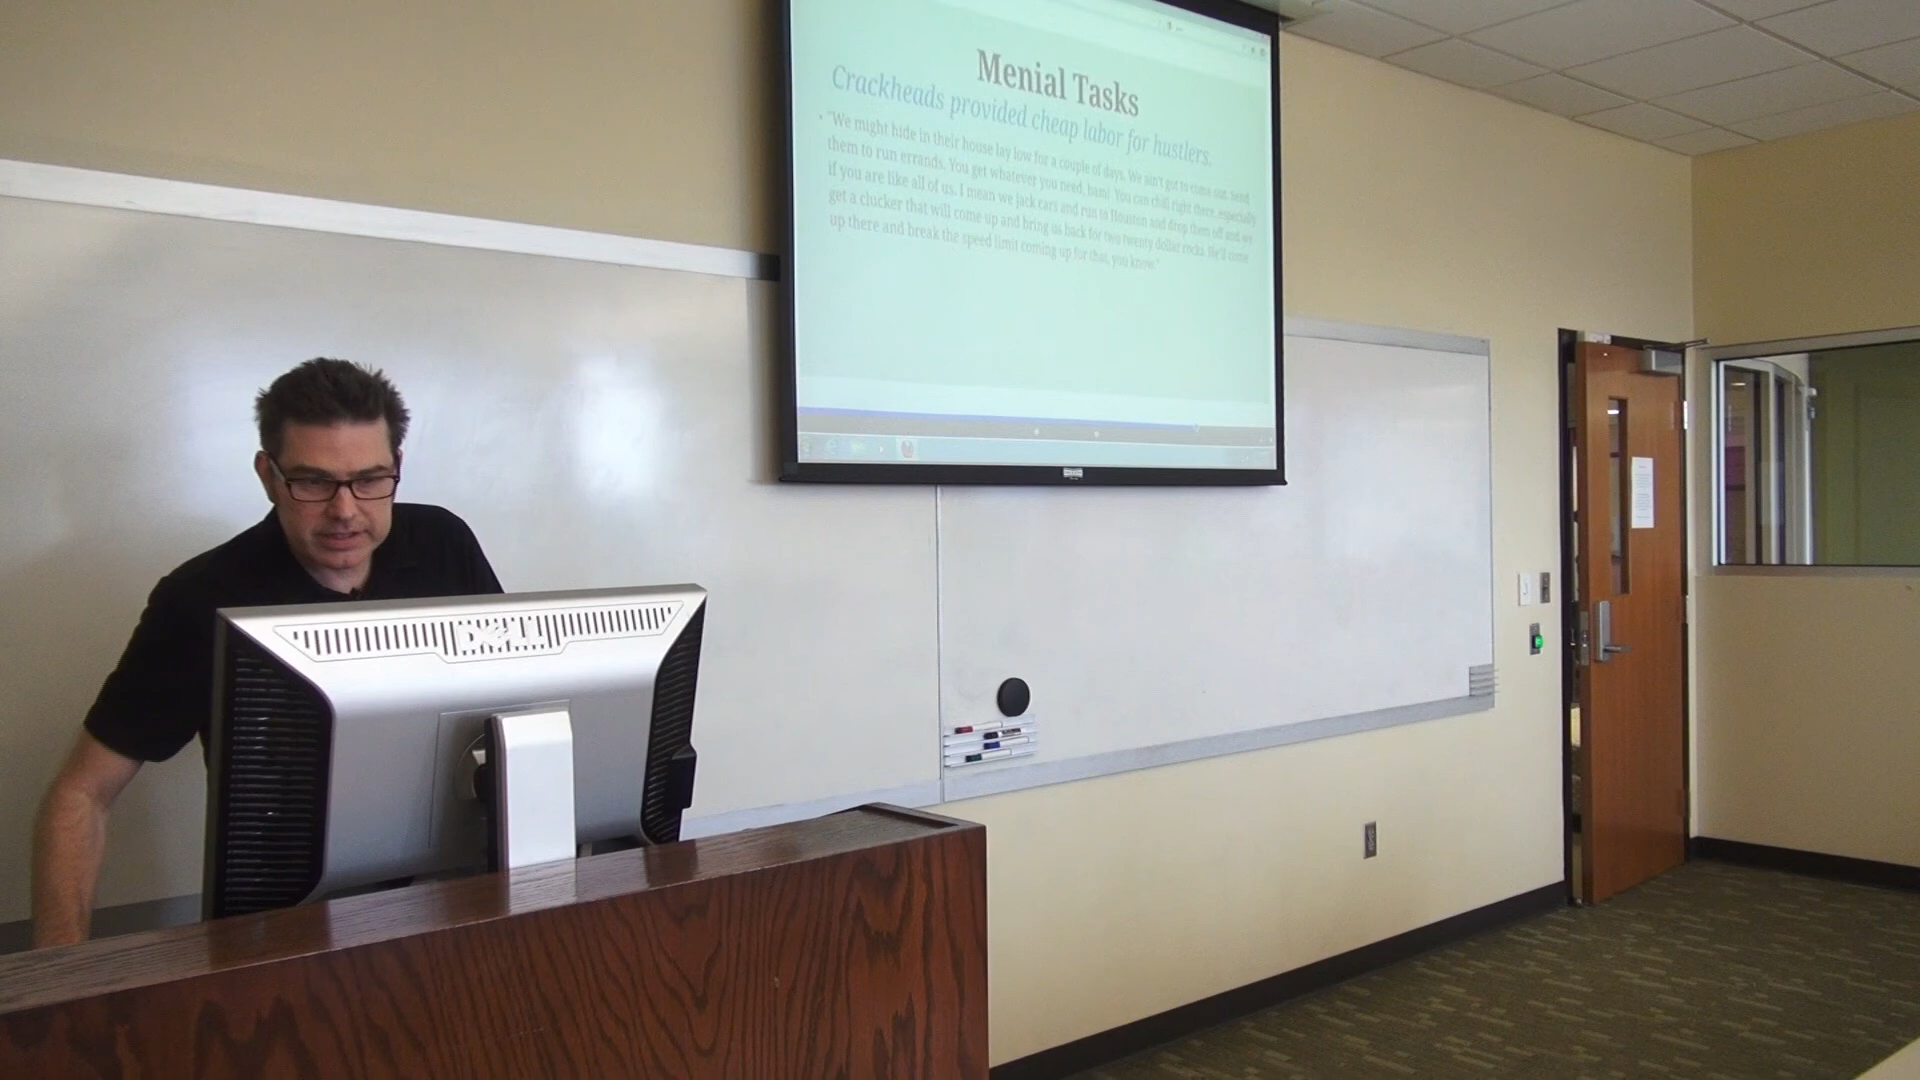 Menial Tasks
Crackheads provided cheap labor for hustlers.
• "We might hide in their house lay low for a couple of days. We ain't got to come out. Send
them to run errands. You get whatever you need, bam! You can chill right there, especially
if you are like all of us. I mean we jack cars and run to Houston and drop them off and we
get a clucker that will come up and bring us back for two twenty dollar rocks. He'll come
up there and break the speed limit coming up for that, you know."
DELL